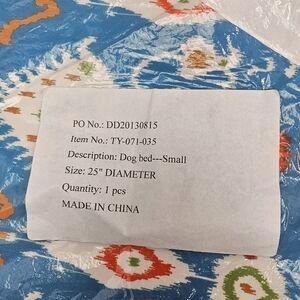 PO No.: DD20130815
Item No.: TY-071-035
Description: Dog bed---Small
Size: 25" DIAMETER
Quantity: 1 pcs
MADE IN CHINA